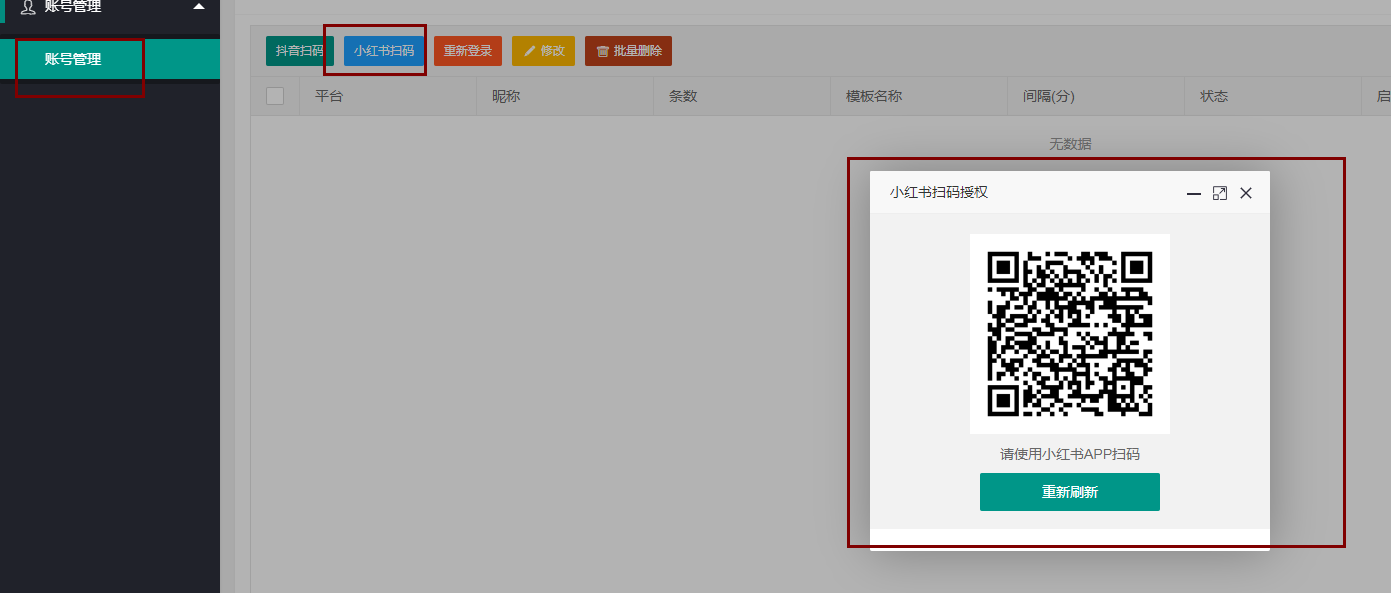 账号管理
账号管理
抖音扫码 小红书扫码 重新登录 修改 批量删除
平台 昵称 条数 模板名称 间隔(分) 状态 启
无数据
小红书扫码授权
请使用小红书APP扫码
重新刷新